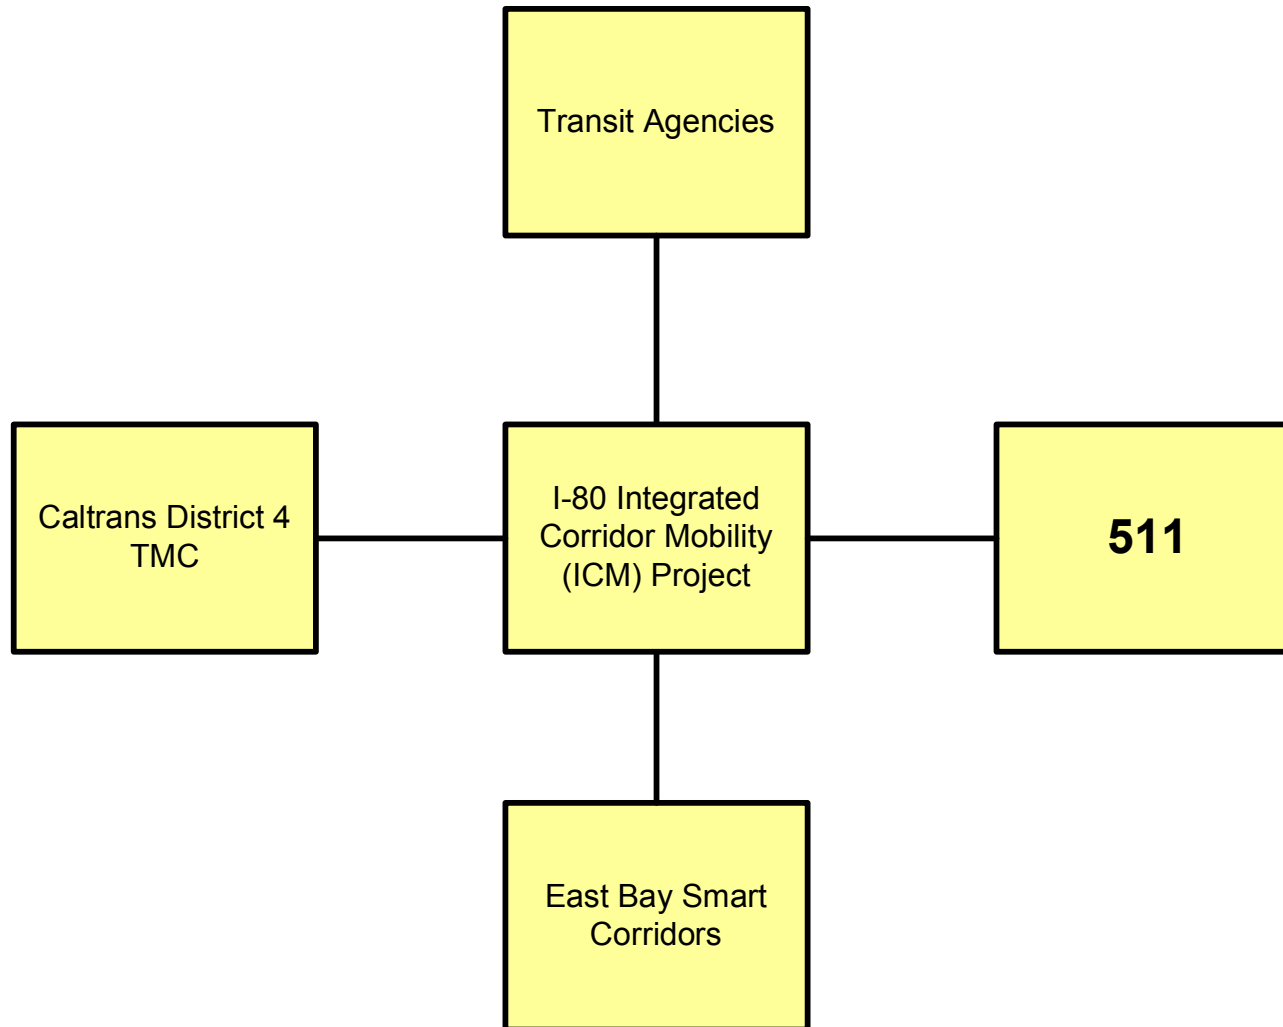 Transit Agencies
Caltrans District 4
TMC
I-80 Integrated
Corridor Mobility
(ICM) Project
511
East Bay Smart
Corridors